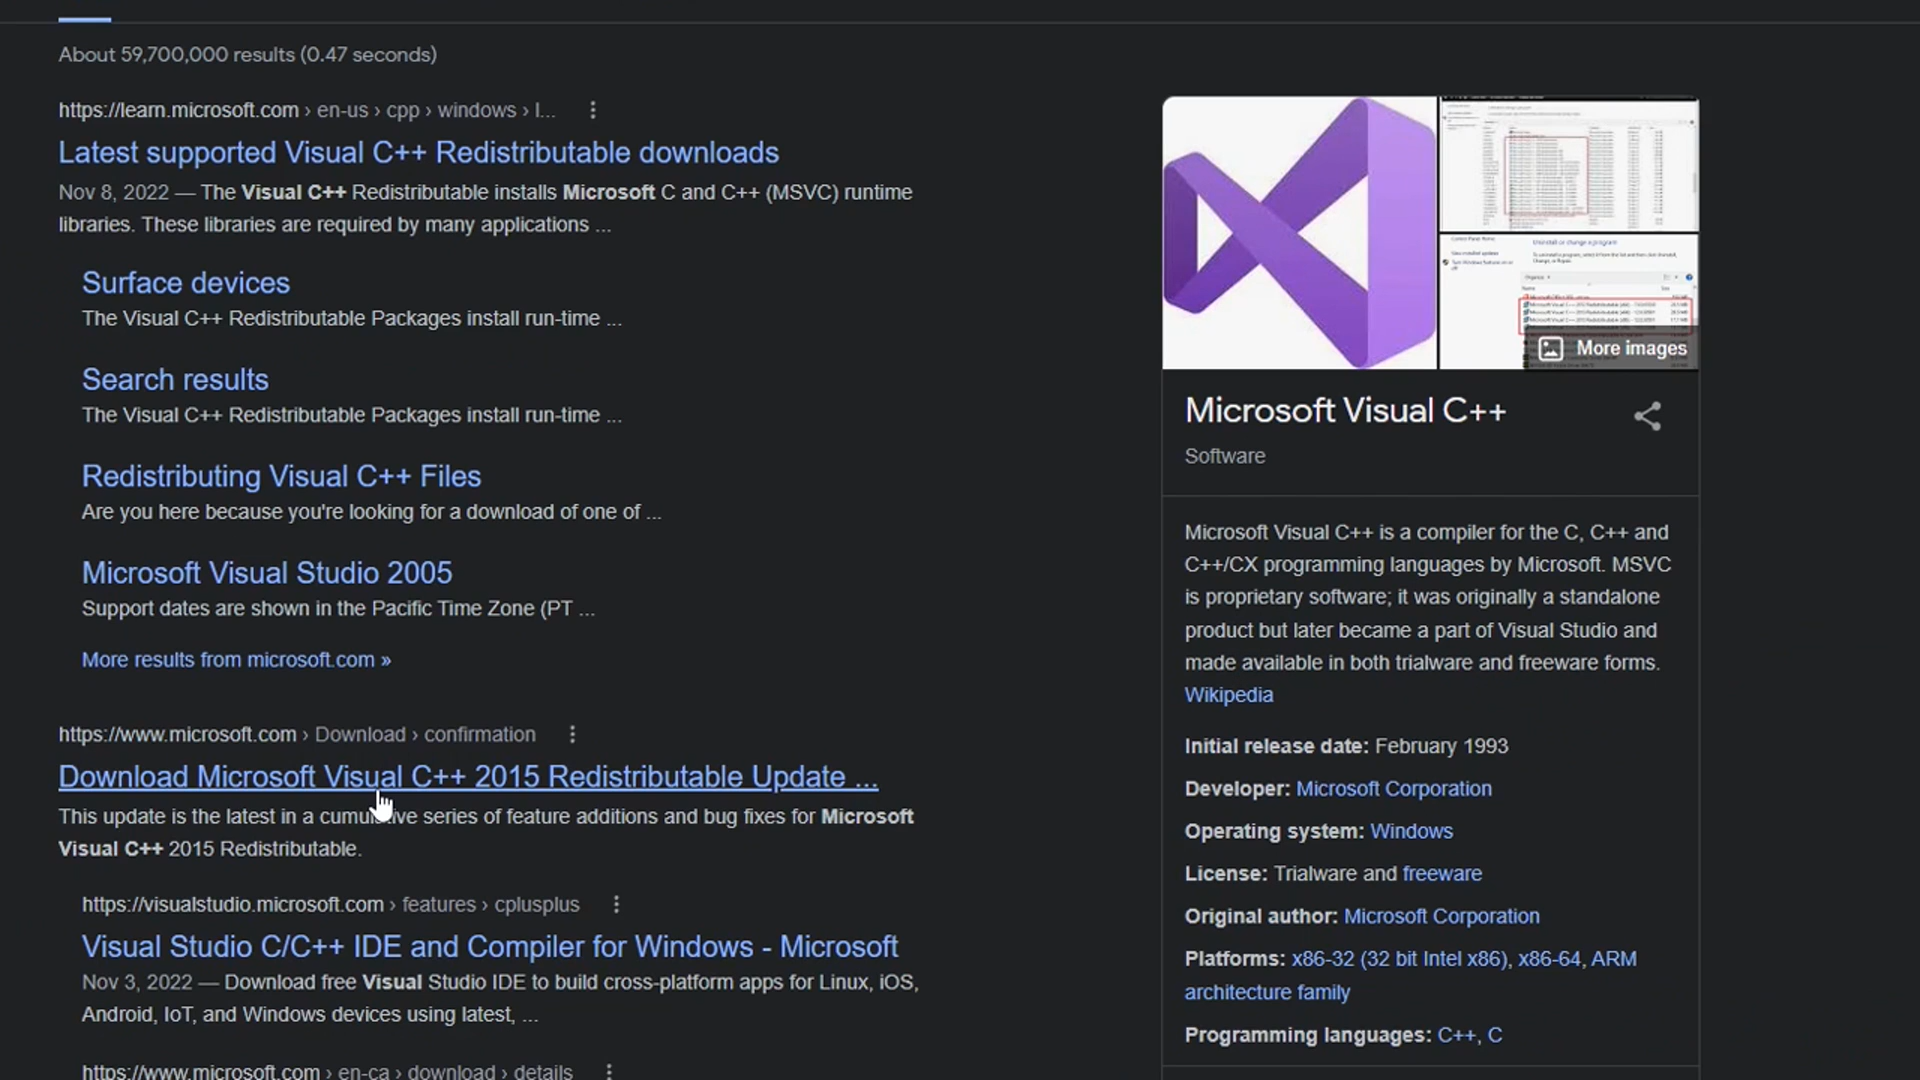 About 59,700,000 results (0.47 seconds)
https://learn.microsoft.com › en-us › cpp › windows › l...
Latest supported Visual C++ Redistributable downloads
Nov 8, 2022 — The Visual C++ Redistributable installs Microsoft C and C++ (MSVC) runtime
libraries. These libraries are required by many applications ...
Surface devices
The Visual C++ Redistributable Packages install run-time ...
Search results
The Visual C++ Redistributable Packages install run-time ...
Redistributing Visual C++ Files
Are you here because you're looking for a download of one of ...
Microsoft Visual Studio 2005
Support dates are shown in the Pacific Time Zone (PT ...
More results from microsoft.com »
https://www.microsoft.com › Download › confirmation
Download Microsoft Visual C++ 2015 Redistributable Update ...
This update is the latest in a cumulative series of feature additions and bug fixes for Microsoft
Visual C++ 2015 Redistributable.
https://visualstudio.microsoft.com › features › cplusplus
Visual Studio C/C++ IDE and Compiler for Windows - Microsoft
Nov 3, 2022 — Download free Visual Studio IDE to build cross-platform apps for Linux, iOS,
Android, IoT, and Windows devices using latest, ...
https://www.microsoft.com › en-ca › download › details
Uninstall or change a program
More images
Microsoft Visual C++
Software
Microsoft Visual C++ is a compiler for the C, C++ and
C++/CX programming languages by Microsoft. MSVC
is proprietary software; it was originally a standalone
product but later became a part of Visual Studio and
made available in both trialware and freeware forms.
Wikipedia
Initial release date: February 1993
Developer: Microsoft Corporation
Operating system: Windows
License: Trialware and freeware
Original author: Microsoft Corporation
Platforms: x86-32 (32 bit Intel x86), x86-64, ARM
architecture family
Programming languages: C++, C